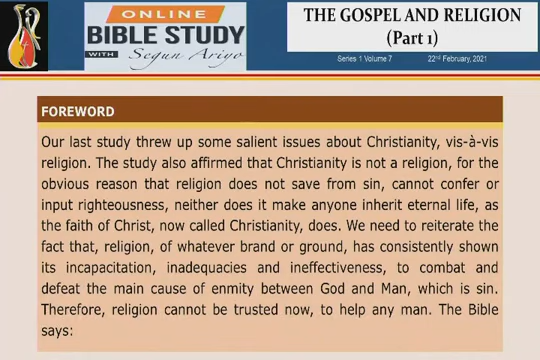 ONLINE
BIBLE STUDY
WITH Segun Ariyo
THE GOSPEL AND RELIGION
(Part 1)
Series 1 Volume 7 22nd February, 2021
FOREWORD
Our last study threw up some salient issues about Christianity, vis-à-vis
religion. The study also affirmed that Christianity is not a religion, for the
obvious reason that religion does not save from sin, cannot confer or
input righteousness, neither does it make anyone inherit eternal life, as
the faith of Christ, now called Christianity, does. We need to reiterate the
fact that, religion, of whatever brand or ground, has consistently shown
its incapacitation, inadequacies and ineffectiveness, to combat and
defeat the main cause of enmity between God and Man, which is sin.
Therefore, religion cannot be trusted now, to help any man. The Bible
says: